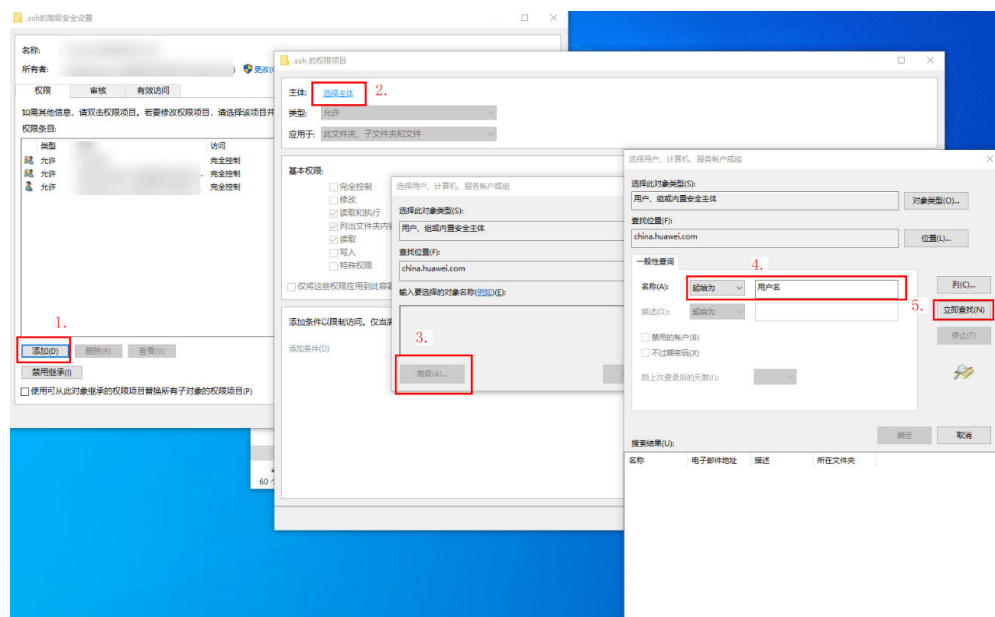 .ssh的高级安全设置
名称:
所有者:
更改(
权限
审核
有效访问
如需其他信息，请双击权限项目。若要修改权限项目，请选择该项目并
权限条目:
类型
访问
允许
完全控制
允许
完全控制
允许
完全控制
1.
添加(D)
删除(R)
查看(V)
禁用继承(I)
使用可从此对象继承的权限项目替换所有子对象的权限项目(P)
60
.ssh 的权限项目
主体:
选择主体
2.
类型:
允许
应用于:
此文件夹、子文件夹和文件
基本权限:
完全控制
修改
读取和执行
列出文件夹内
读取
写入
特殊权限
仅将这些权限应用到此容
添加条件以限制访问。仅当满
添加条件(D)
选择用户、计算机、服务帐户或组
选择此对象类型(S):
用户、组或内置安全主体
查找位置(F):
china.huawei.com
输入要选择的对象名称(例如)(E):
3.
高级(A)...
选择用户、计算机、服务帐户或组
选择此对象类型(S):
用户、组或内置安全主体
对象类型(O)...
查找位置(F):
china.huawei.com
位置(L)...
一般性查询
4.
名称(A):
起始为
用户名
列(C)...
描述(D):
起始为
5.
立即查找(N)
禁用的帐户(B)
停止(T)
不过期密码(X)
自上次登录后的天数(I):
确定
取消
搜索结果(U):
名称
电子邮件地址
描述
所在文件夹